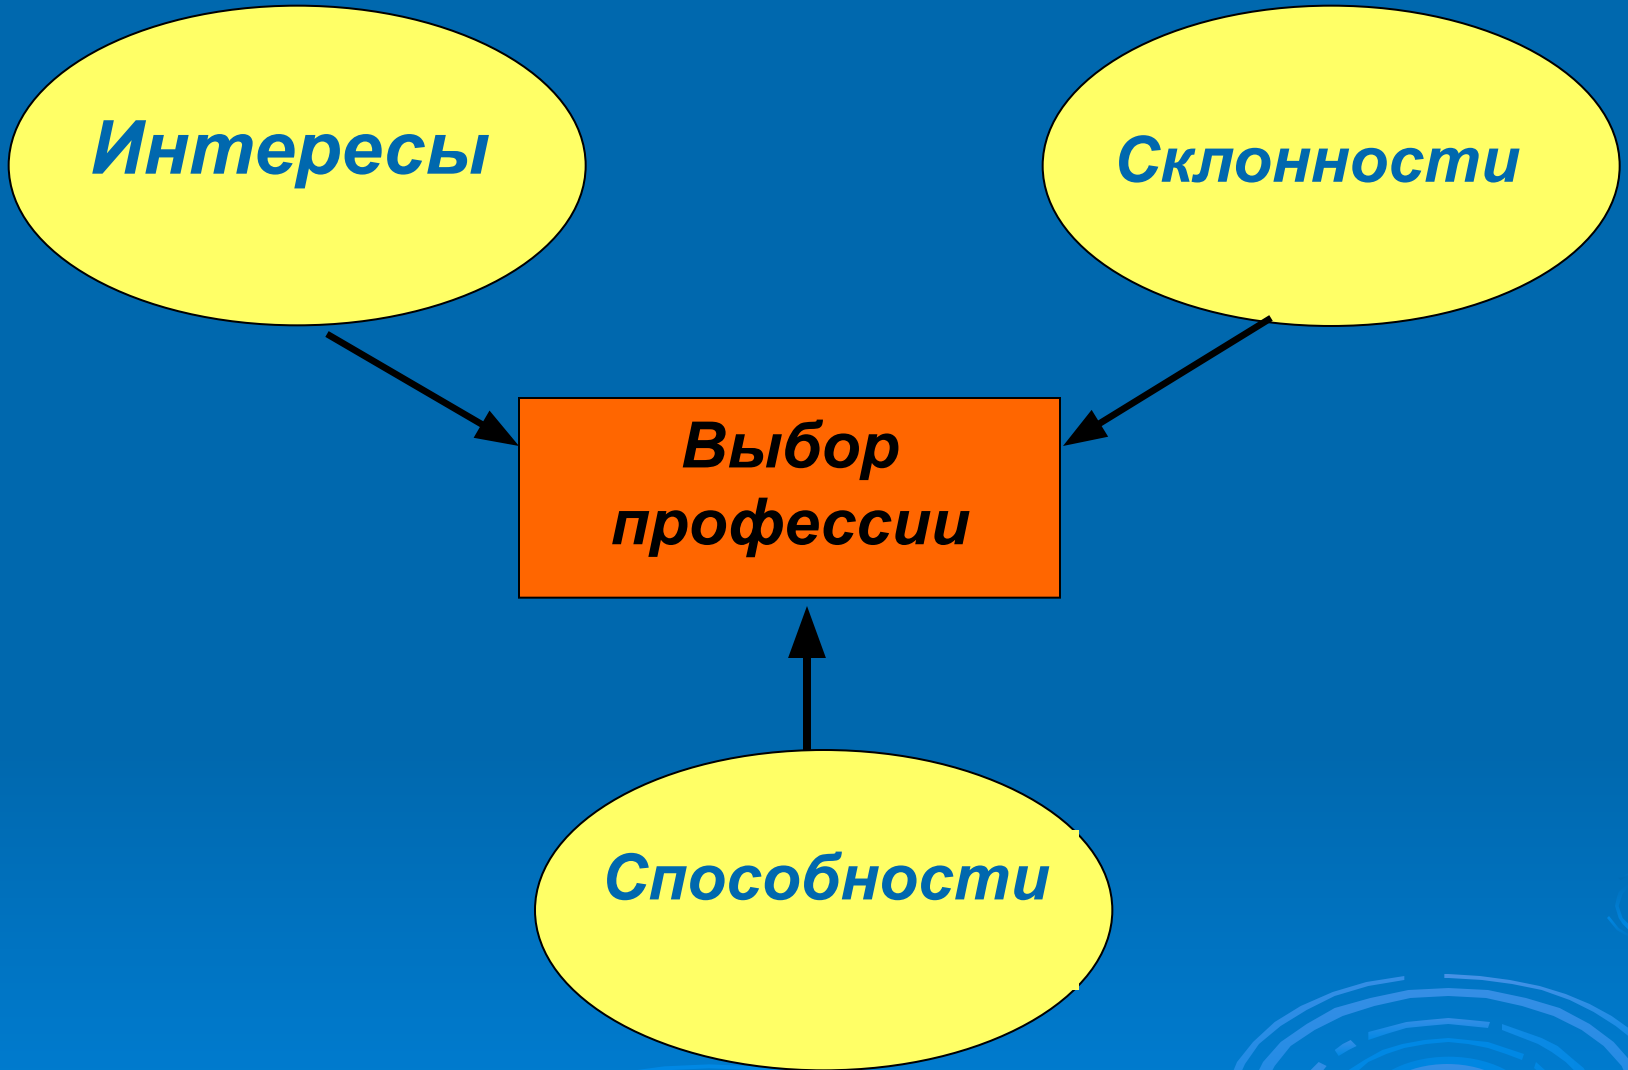 Интересы
Склонности
Выбор
профессии
Способности